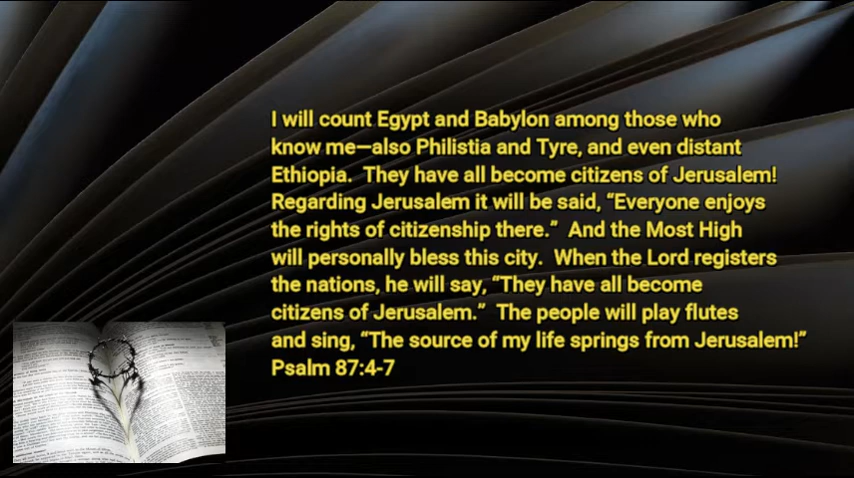 I will count Egypt and Babylon among those who
know me—also Philistia and Tyre, and even distant
Ethiopia.  They have all become citizens of Jerusalem!
Regarding Jerusalem it will be said, “Everyone enjoys
the rights of citizenship there.”  And the Most High
will personally bless this city.  When the Lord registers
the nations, he will say, “They have all become
citizens of Jerusalem.”  The people will play flutes
and sing, “The source of my life springs from Jerusalem!”
Psalm 87:4-7